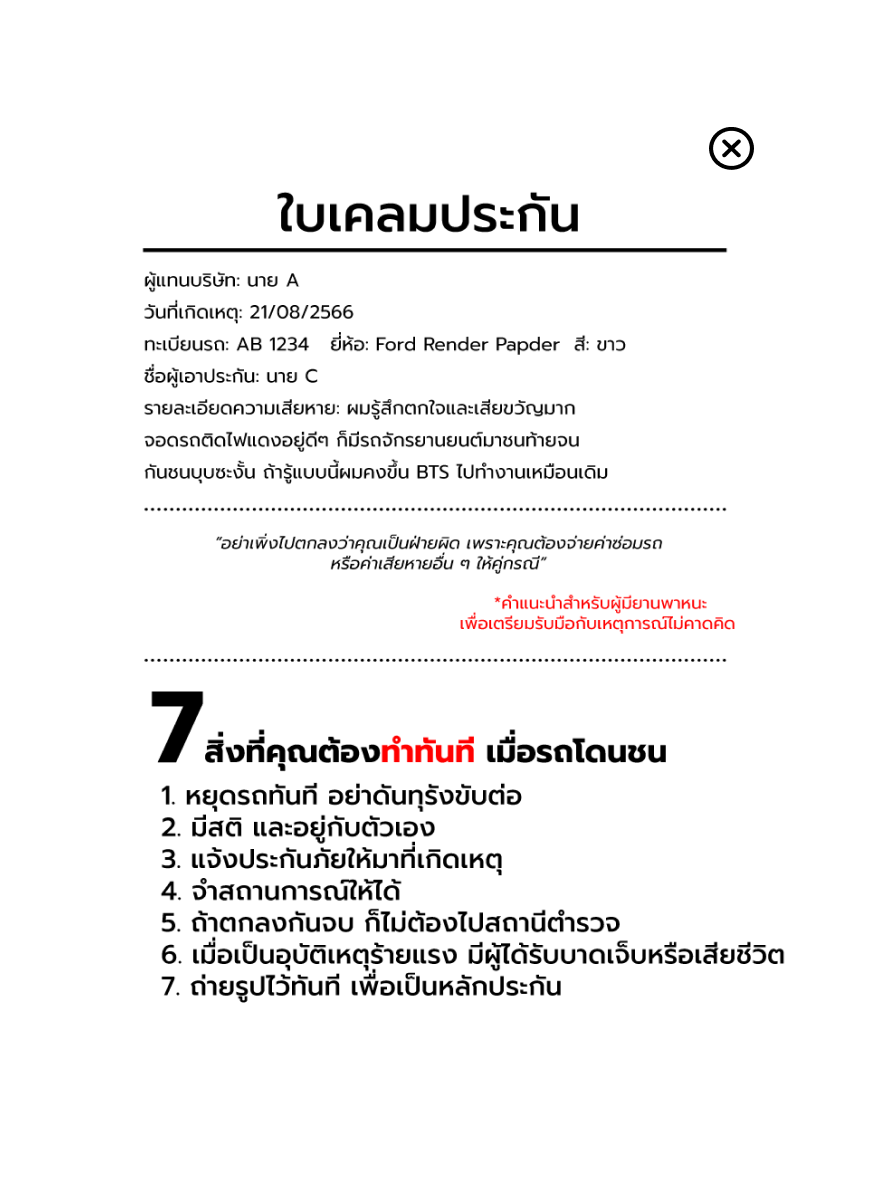 ใบเคลมประกัน
ผู้แทนบริษัท: นาย A
วันที่เกิดเหตุ: 21/08/2566
ทะเบียนรถ: AB 1234 ยี่ห้อ: Ford Render Papder สี: ขาว
ชื่อผู้เอาประกัน: นาย C
รายละเอียดความเสียหาย: ผมรู้สึกตกใจและเสียขวัญมาก
จอดรถติดไฟแดงอยู่ดีๆ ก็มีรถจักรยานยนต์มาชนท้ายจน
กันชนบุบซะงั้น ถ้ารู้แบบนี้ผมคงขึ้น BTS ไปทำงานเหมือนเดิม
"อย่าเพิ่งไปตกลงว่าคุณเป็นฝ่ายผิด เพราะคุณต้องจ่ายค่าซ่อมรถ
หรือค่าเสียหายอื่น ๆ ให้คู่กรณี"
*คำแนะนำสำหรับผู้มียานพาหนะ
เพื่อเตรียมรับมือกับเหตุการณ์ไม่คาดคิด
7 สิ่งที่คุณต้องทำทันที เมื่อรถโดนชน
1. หยุดรถทันที อย่าดันทุรังขับต่อ
2. มีสติ และอยู่กับตัวเอง
3. แจ้งประกันภัยให้มาที่เกิดเหตุ
4. จำสถานการณ์ให้ได้
5. ถ้าตกลงกันจบ ก็ไม่ต้องไปสถานีตำรวจ
6. เมื่อเป็นอุบัติเหตุร้ายแรง มีผู้ได้รับบาดเจ็บหรือเสียชีวิต
7. ถ่ายรูปไว้ทันที เพื่อเป็นหลักประกัน